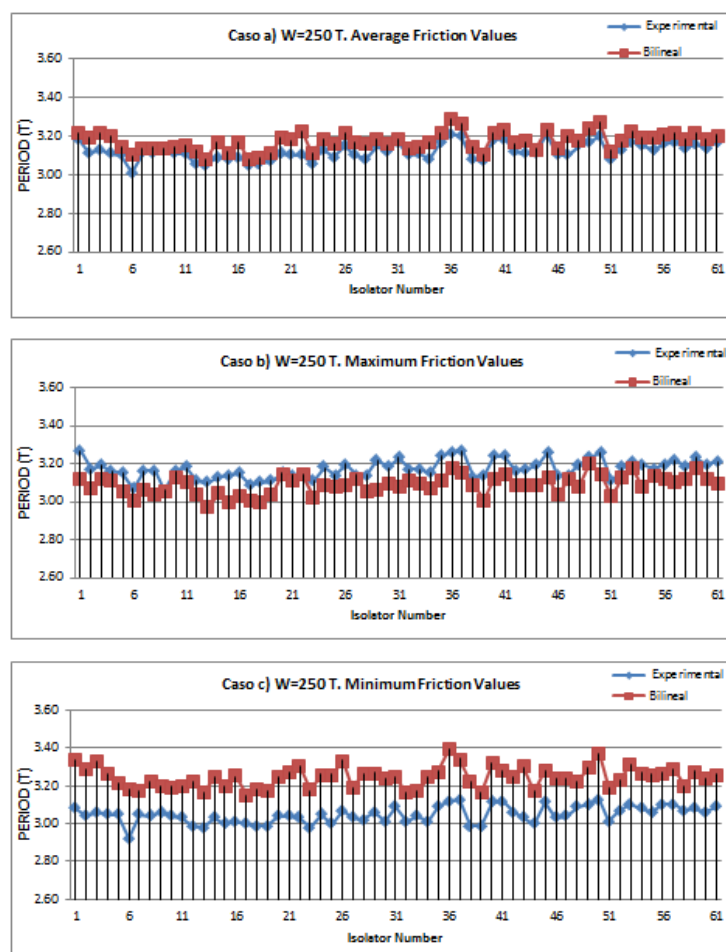 Caso a) W=250 T. Average Friction Values
Experimental
Bilineal
PERIOD (T)
3.60
3.40
3.20
3.00
2.80
2.60
1 6 11 16 21 26 31 36 41 46 51 56 61
Isolator Number
Caso b) W=250 T. Maximum Friction Values
Experimental
Bilineal
PERIOD (T)
3.60
3.40
3.20
3.00
2.80
2.60
1 6 11 16 21 26 31 36 41 46 51 56 61
Isolator Number
Caso c) W=250 T. Minimum Friction Values
Experimental
Bilineal
PERIOD (T)
3.60
3.40
3.20
3.00
2.80
2.60
1 6 11 16 21 26 31 36 41 46 51 56 61
Isolator Number